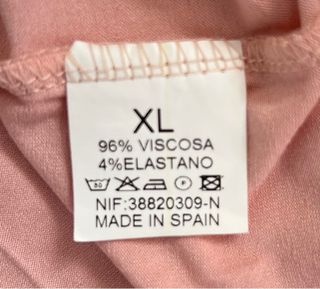 XL
96% VISCOSA
4%ELASTANO
NIF:38820309-N
MADE IN SPAIN